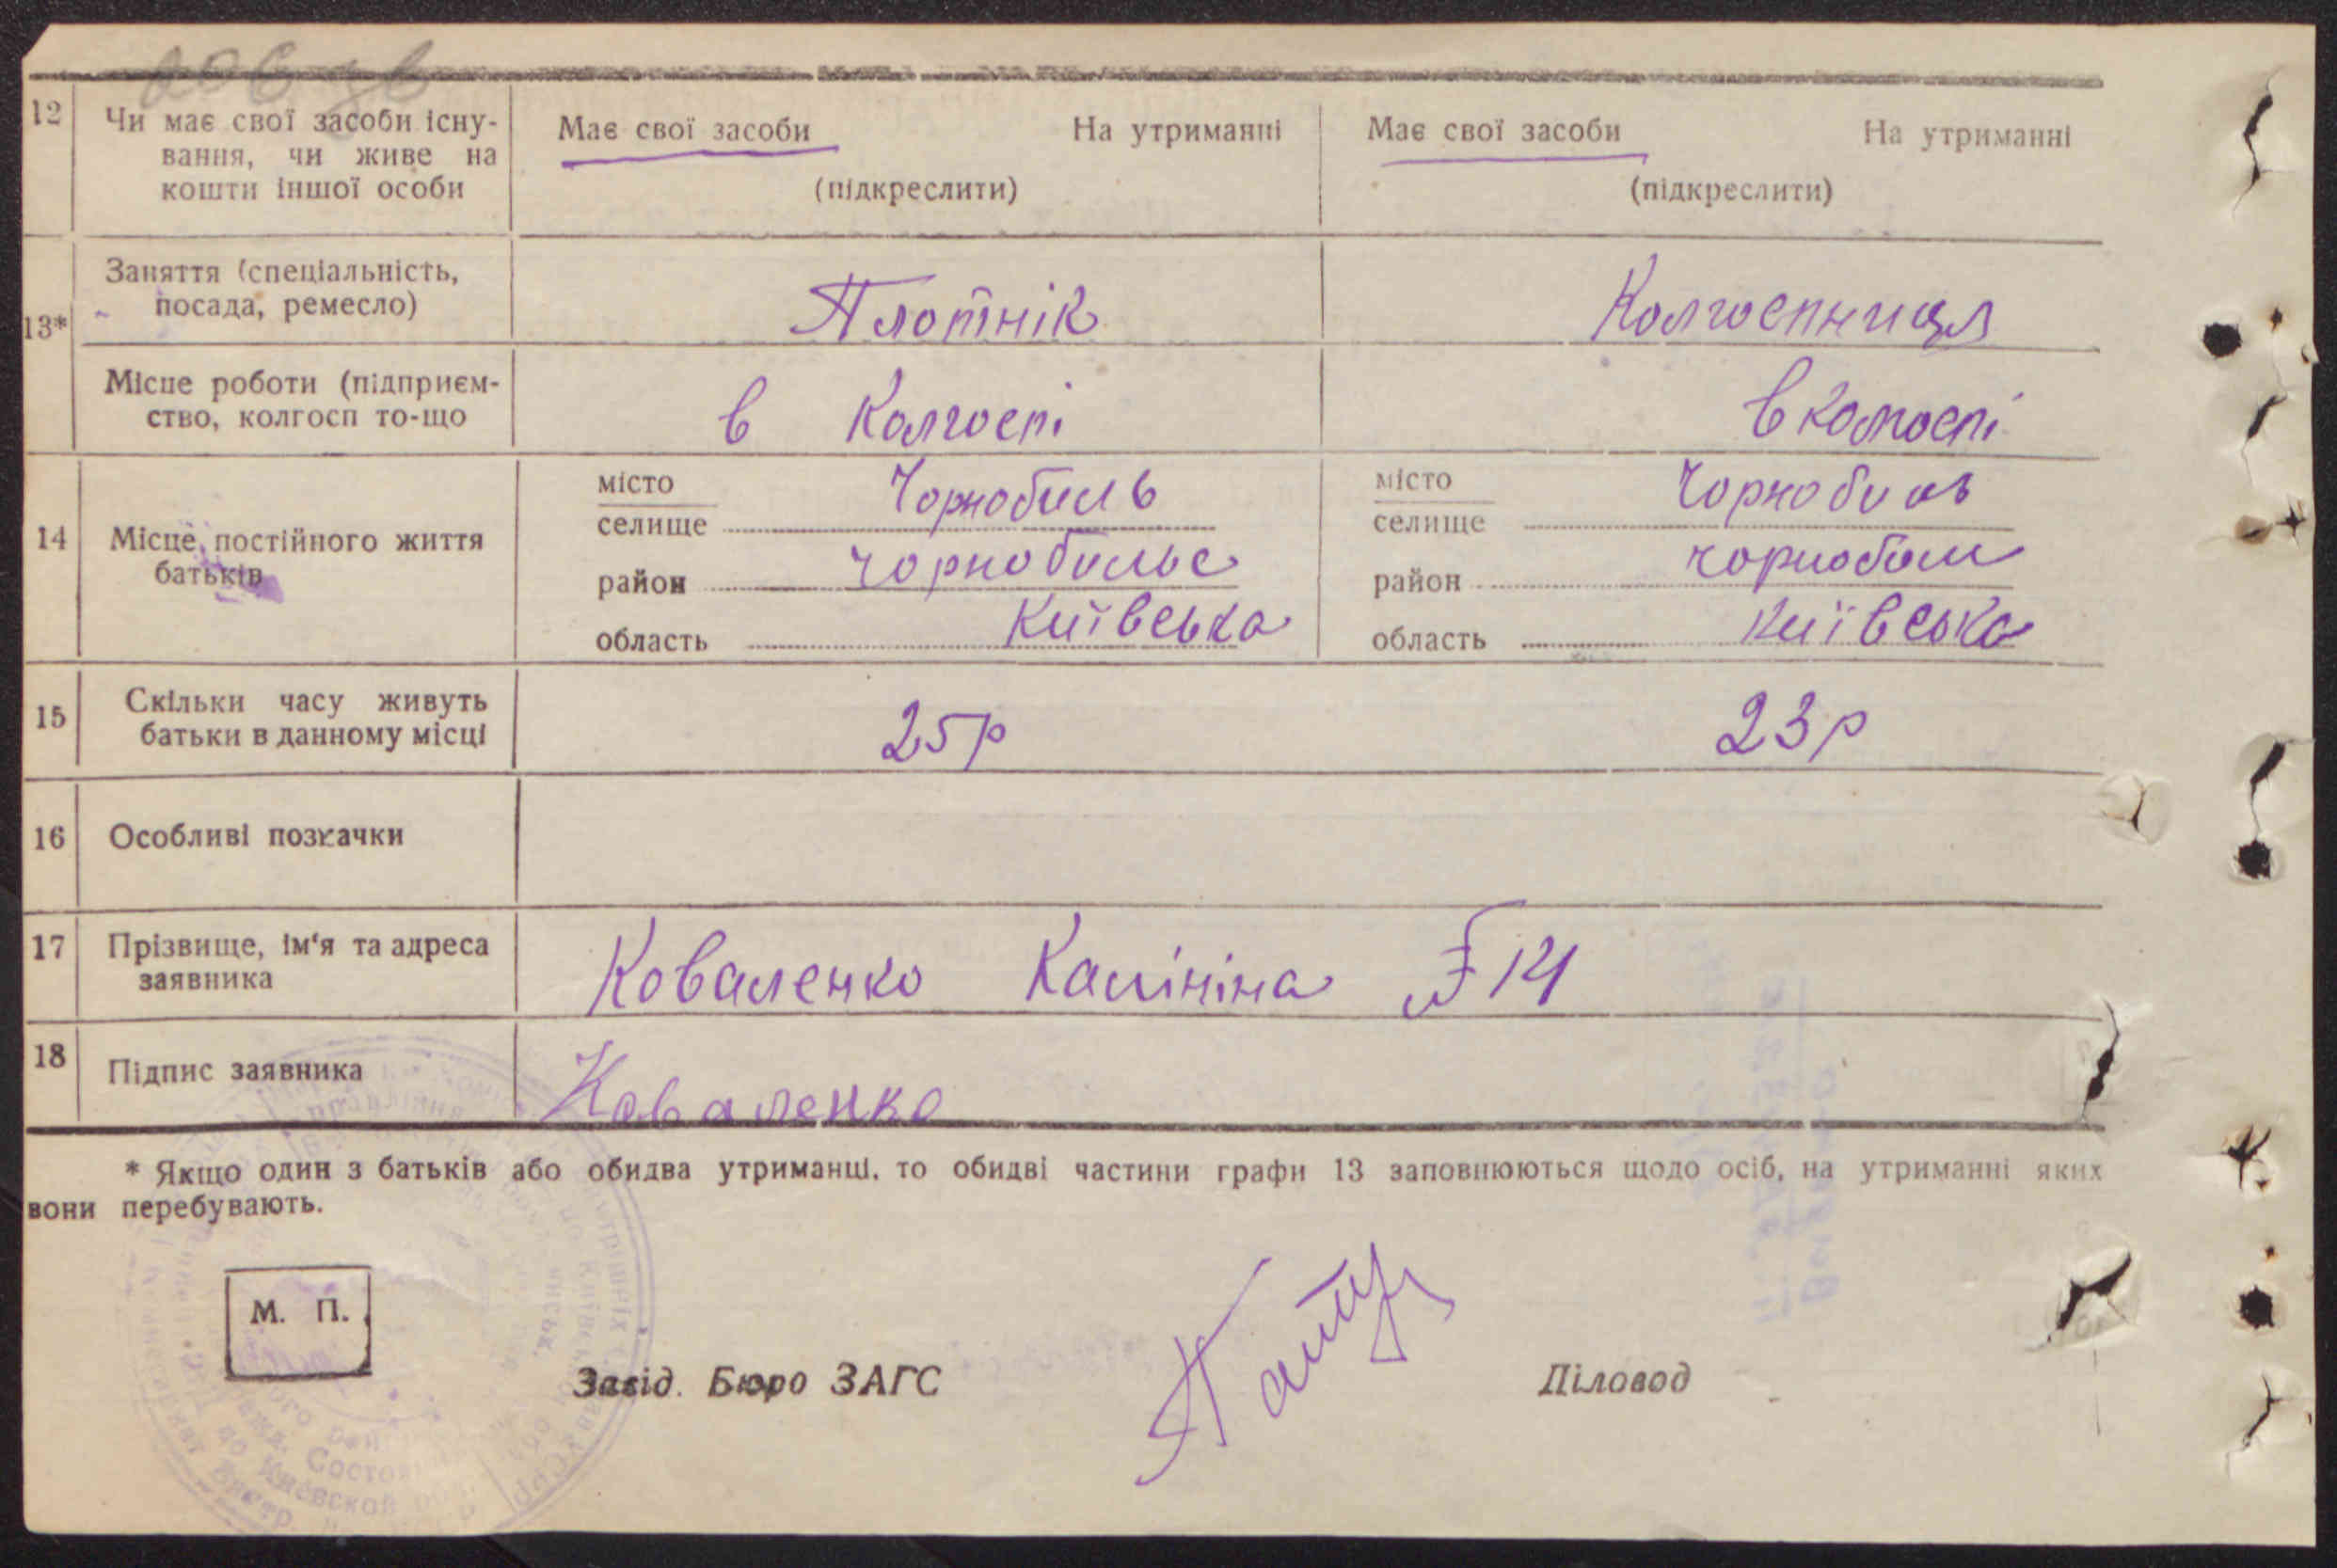 12 Чи має свої засоби існу- Має свої засоби На утриманні Має свої засоби На утриманні
вання, чи живе на
кошти іншої особи (підкреслити) (підкреслити)
Заняття (спеціальність,
13* посада, ремесло) Плотнік Колгоспниця
Місце роботи (підприєм-
ство, колгосп то-що в Колгоспі в Колгоспі
місто Чорнобиль місто Чорнобиль
14 Місце постійного життя селище селище
батьків район Чорнобильс район Чорнобил
область Київська область Київська
15 Скільки часу живуть
батьки в данному місці 25р 23р
16 Особливі позначки
17 Прізвище, ім'я та адреса
заявника Коваленко Калініна № 14
18 Підпис заявника Коваленко
* Якщо один з батьків або обидва утриманці, то обидві частини графи 13 заповнюються щодо осіб, на утриманні яких
вони перебувають.
М. П.
Завід. Бюро ЗАГС Діловод